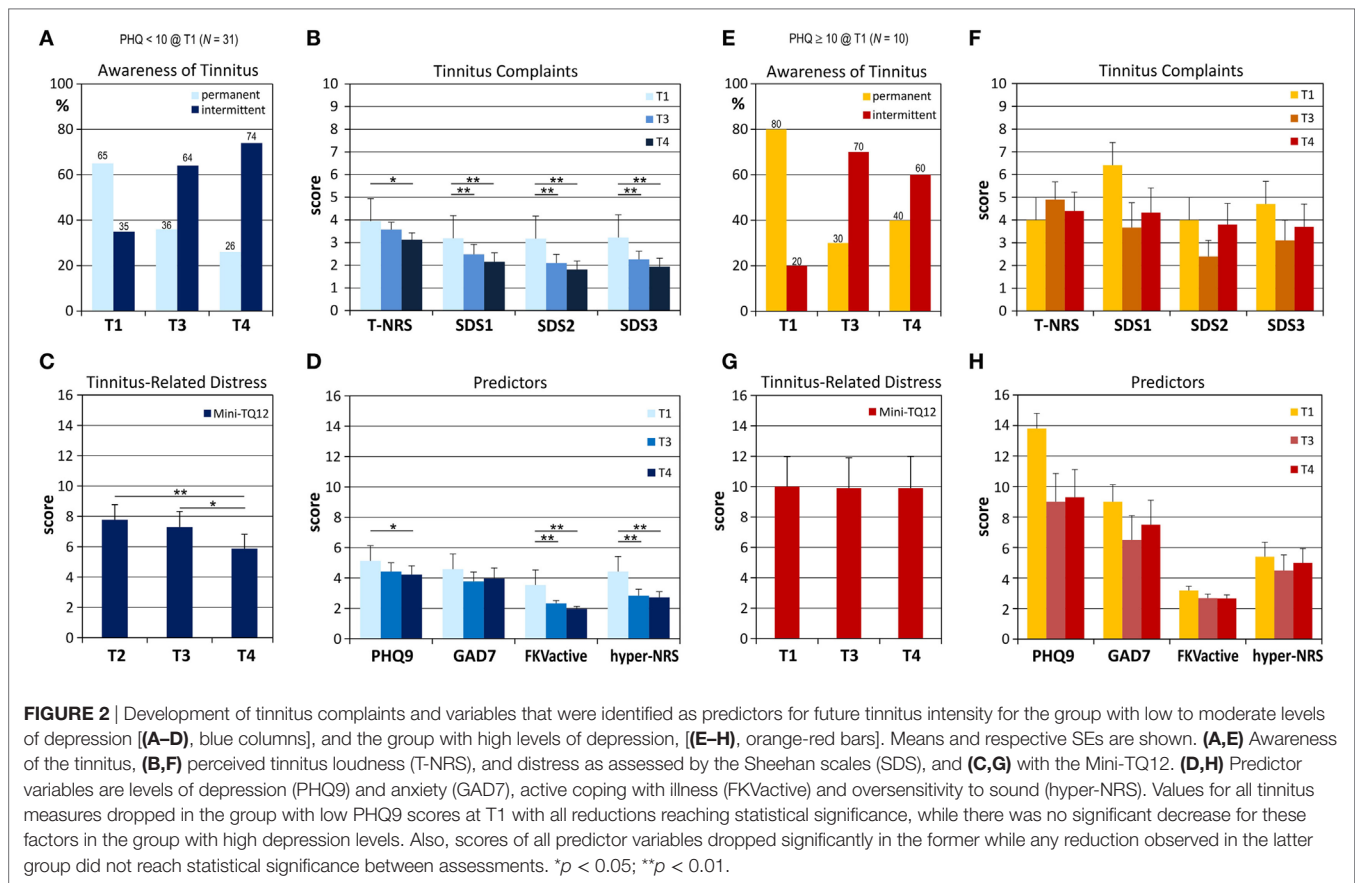 A
PHQ < 10 @ T1 (N = 31)
Awareness of Tinnitus
%
100
80
60
40
20
0
permanent
intermittent
65
35
36
64
26
74
T1 T3 T4
B
Tinnitus Complaints
score
10
9
8
7
6
5
4
3
2
1
0
T1
T3
T4
*
**
**
**
**
**
**
T-NRS SDS1 SDS2 SDS3
E
PHQ ≥ 10 @ T1 (N = 10)
Awareness of Tinnitus
%
100
80
60
40
20
0
permanent
intermittent
80
20
30
70
40
60
T1 T3 T4
F
Tinnitus Complaints
score
10
9
8
7
6
5
4
3
2
1
0
T1
T3
T4
T-NRS SDS1 SDS2 SDS3
C
Tinnitus-Related Distress
score
16
14
12
10
8
6
4
2
0
Mini-TQ12
**
*
T2 T3 T4
D
Predictors
score
16
14
12
10
8
6
4
2
0
T1
T3
T4
*
**
**
**
**
PHQ9 GAD7 FKVactive hyper-NRS
G
Tinnitus-Related Distress
score
16
14
12
10
8
6
4
2
0
Mini-TQ12
T1 T3 T4
H
Predictors
score
16
14
12
10
8
6
4
2
0
T1
T3
T4
PHQ9 GAD7 FKVactive hyper-NRS
FIGURE 2 | Development of tinnitus complaints and variables that were identified as predictors for future tinnitus intensity for the group with low to moderate levels
of depression [(A–D), blue columns], and the group with high levels of depression, [(E–H), orange-red bars]. Means and respective SEs are shown. (A,E) Awareness
of the tinnitus, (B,F) perceived tinnitus loudness (T-NRS), and distress as assessed by the Sheehan scales (SDS), and (C,G) with the Mini-TQ12. (D,H) Predictor
variables are levels of depression (PHQ9) and anxiety (GAD7), active coping with illness (FKVactive) and oversensitivity to sound (hyper-NRS). Values for all tinnitus
measures dropped in the group with low PHQ9 scores at T1 with all reductions reaching statistical significance, while there was no significant decrease for these
factors in the group with high depression levels. Also, scores of all predictor variables dropped significantly in the former while any reduction observed in the latter
group did not reach statistical significance between assessments. *p < 0.05; **p < 0.01.